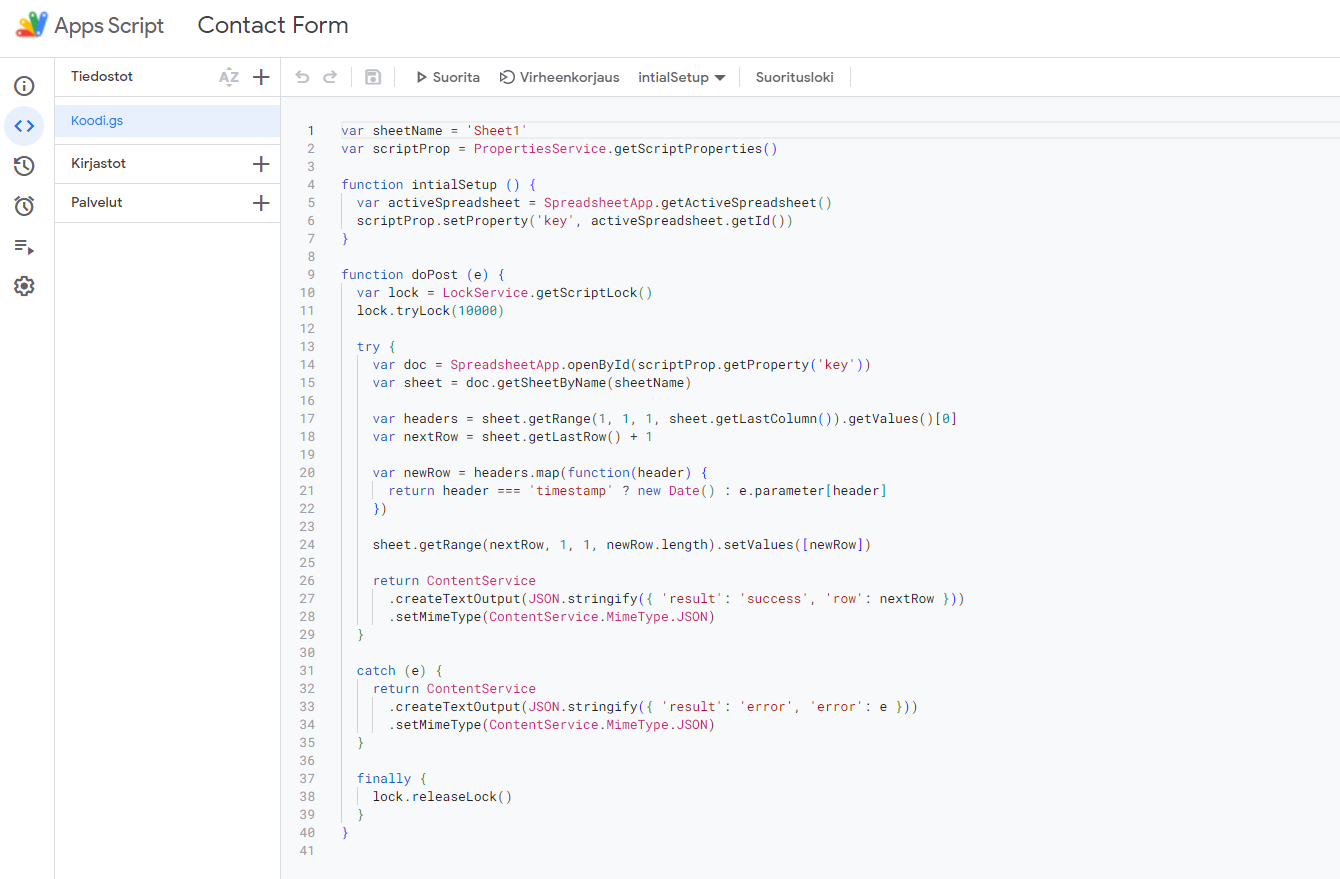 Apps Script Contact Form
Tiedostot AZ
Suorita Virheenkorjaus intialSetup Suoritusloki
Koodi.gs
Kirjastot
Palvelut
1 var sheetName = 'Sheet1'
2 var scriptProp = PropertiesService.getScriptProperties()
3
4 function intialSetup () {
5   var activeSpreadsheet = SpreadsheetApp.getActiveSpreadsheet()
6   scriptProp.setProperty('key', activeSpreadsheet.getId())
7 }
8
9 function doPost (e) {
10   var lock = LockService.getScriptLock()
11   lock.tryLock(10000)
12
13   try {
14     var doc = SpreadsheetApp.openById(scriptProp.getProperty('key'))
15     var sheet = doc.getSheetByName(sheetName)
16
17     var headers = sheet.getRange(1, 1, 1, sheet.getLastColumn()).getValues()[0]
18     var nextRow = sheet.getLastRow() + 1
19
20     var newRow = headers.map(function(header) {
21       return header === 'timestamp' ? new Date() : e.parameter[header]
22     })
23
24     sheet.getRange(nextRow, 1, 1, newRow.length).setValues([newRow])
25
26     return ContentService
27       .createTextOutput(JSON.stringify({ 'result': 'success', 'row': nextRow }))
28       .setMimeType(ContentService.MimeType.JSON)
29   }
30
31   catch (e) {
32     return ContentService
33       .createTextOutput(JSON.stringify({ 'result': 'error', 'error': e }))
34       .setMimeType(ContentService.MimeType.JSON)
35   }
36
37   finally {
38     lock.releaseLock()
39   }
40 }
41